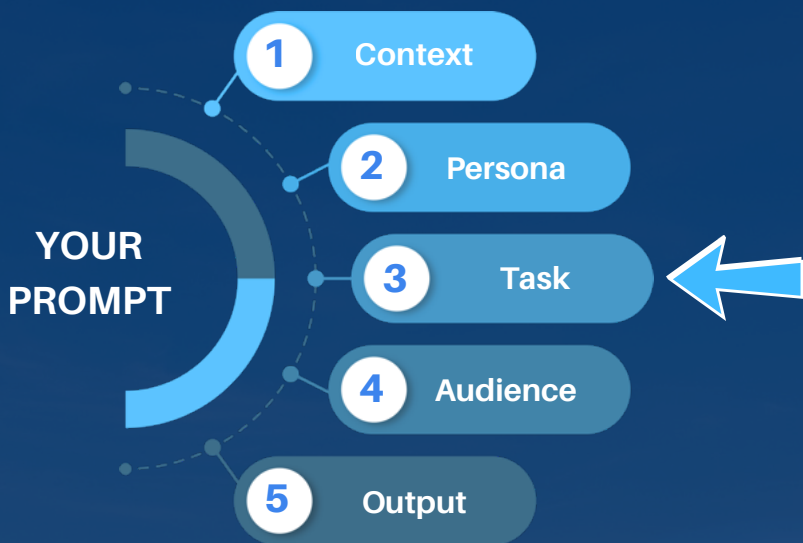 1 Context
2 Persona
YOUR
PROMPT
3 Task
4 Audience
5 Output